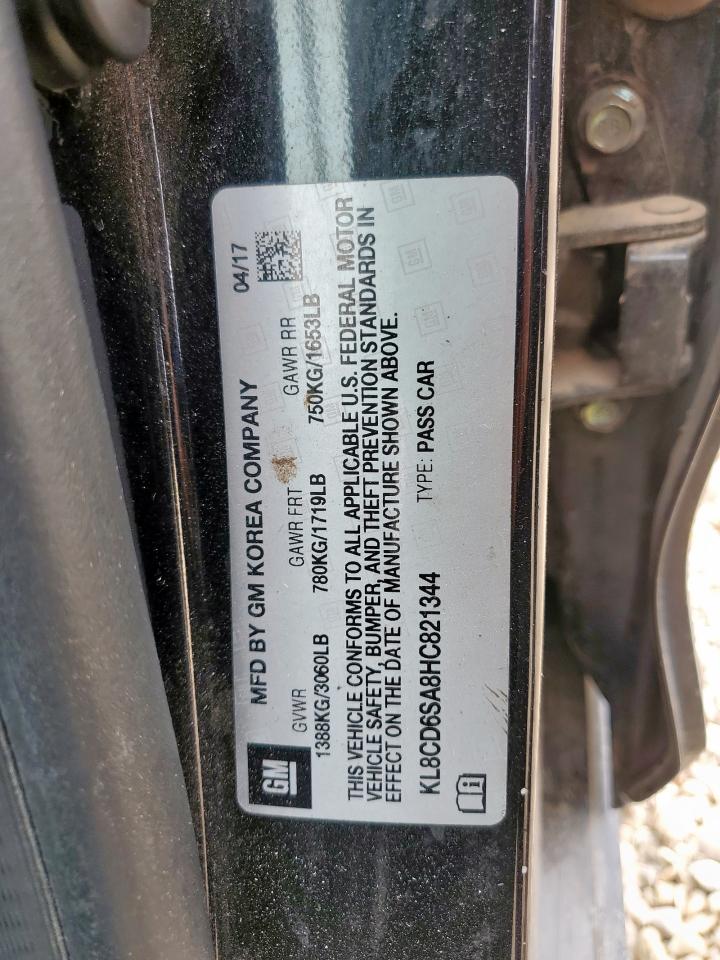 GM
MFD BY GM KOREA COMPANY 04/17
GVWR GAWR FRT GAWR RR
1388KG/3060LB 780KG/1719LB 750KG/1653LB
THIS VEHICLE CONFORMS TO ALL APPLICABLE U.S. FEDERAL MOTOR
VEHICLE SAFETY, BUMPER, AND THEFT PREVENTION STANDARDS IN
EFFECT ON THE DATE OF MANUFACTURE SHOWN ABOVE.
KL8CD6SA8HC821344 TYPE: PASS CAR